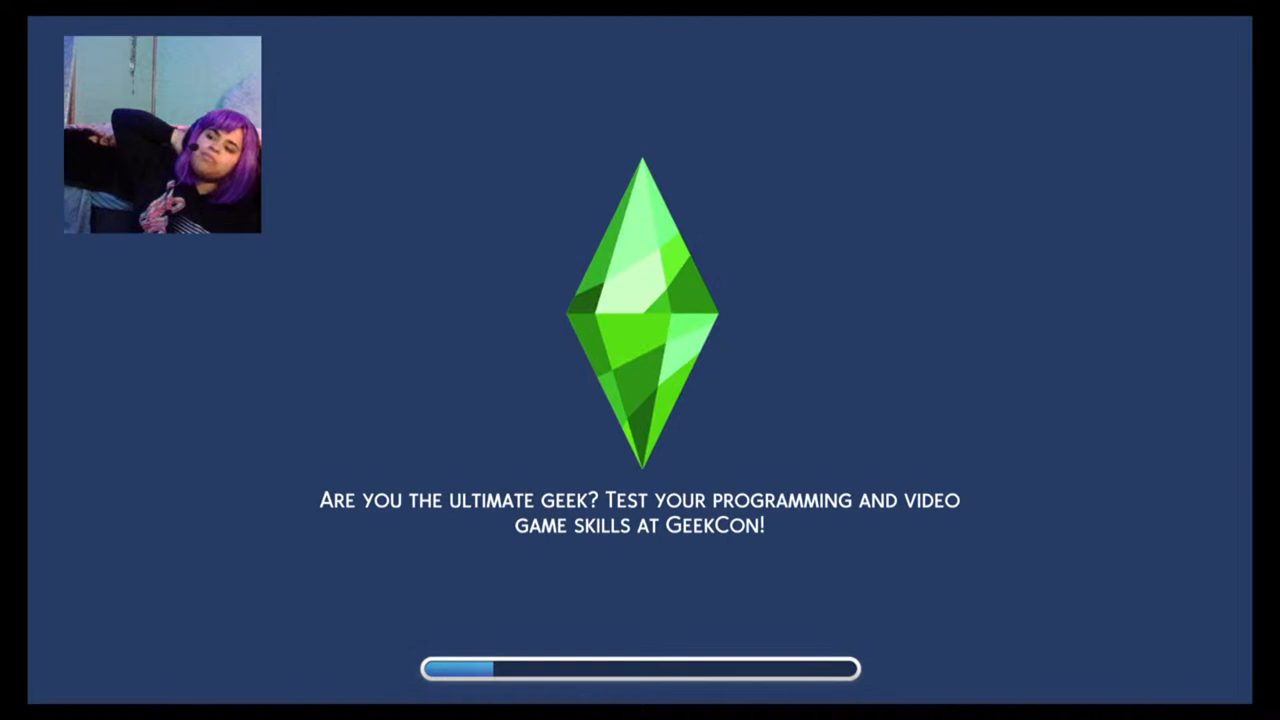 Are you the ultimate geek? Test your programming and video
game skills at GeekCon!